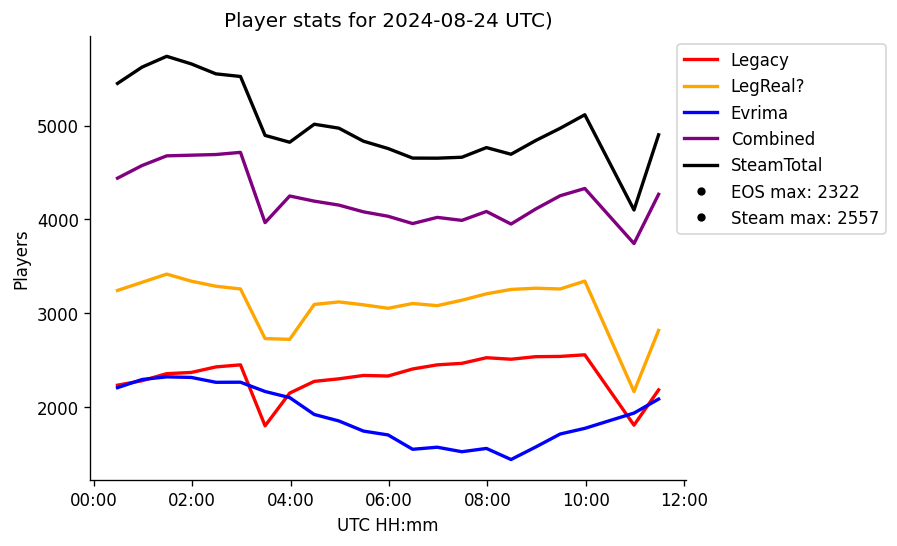 Player stats for 2024-08-24 UTC)
Legacy
LegReal?
Evrima
Combined
SteamTotal
EOS max: 2322
Steam max: 2557
Players
5000
4000
3000
2000
00:00 02:00 04:00 06:00 08:00 10:00 12:00
UTC HH:mm